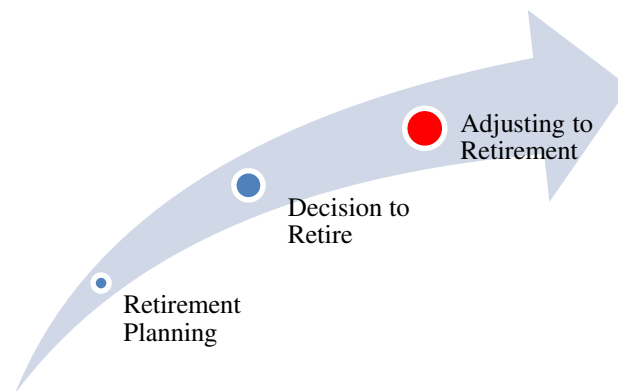 Adjusting to
Retirement
Decision to
Retire
Retirement
Planning